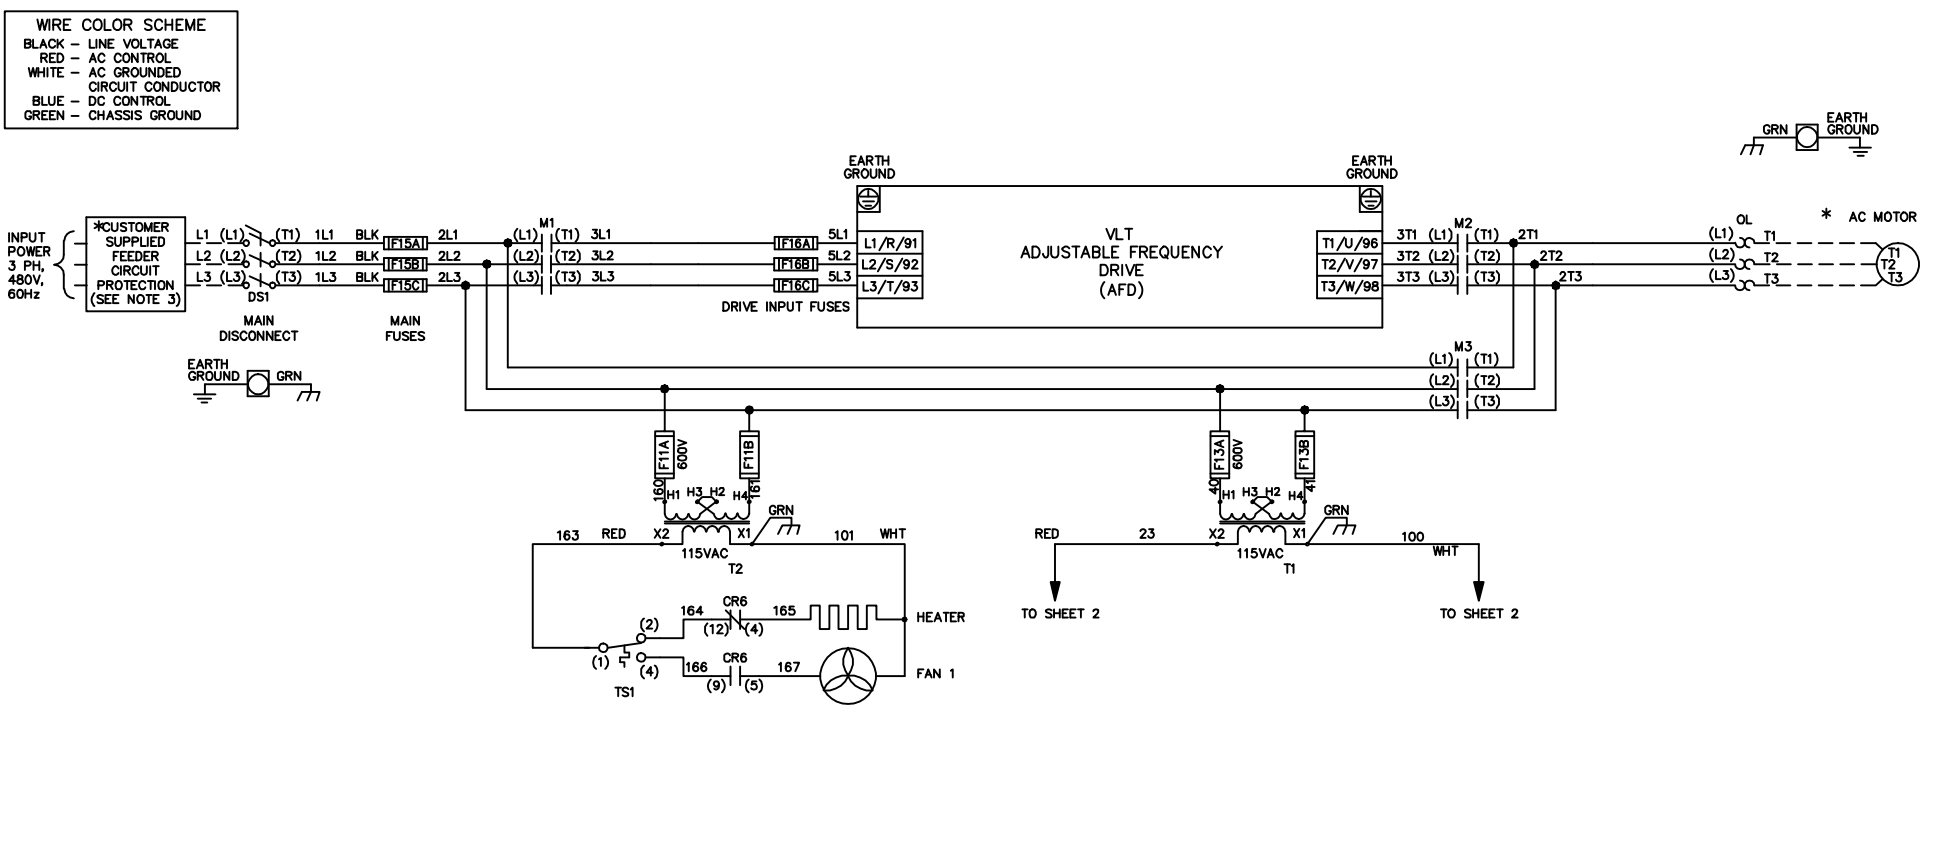 WIRE COLOR SCHEME
BLACK – LINE VOLTAGE
RED – AC CONTROL
WHITE – AC GROUNDED
CIRCUIT CONDUCTOR
BLUE – DC CONTROL
GREEN – CHASSIS GROUND
GRN
EARTH
GROUND
EARTH
GROUND
EARTH
GROUND
INPUT
POWER
3 PH,
480V,
60Hz
*CUSTOMER
SUPPLIED
FEEDER
CIRCUIT
PROTECTION
(SEE NOTE 3)
L1 (L1) (T1) 1L1 BLK F15A 2L1 (L1) M1 (T1) 3L1 F16A 5L1 L1/R/91
L2 (L2) (T2) 1L2 BLK F15B 2L2 (L2) (T2) 3L2 F16B 5L2 L2/S/92
L3 (L3) (T3) 1L3 BLK F15C 2L3 (L3) (T3) 3L3 F16C 5L3 L3/T/93
DS1
MAIN
DISCONNECT
MAIN
FUSES
DRIVE INPUT FUSES
VLT
ADJUSTABLE FREQUENCY
DRIVE
(AFD)
T1/U/96 3T1 (L1) M2 (T1) 2T1 (L1) OL T1
T2/V/97 3T2 (L2) (T2) 2T2 (L2) T2
T3/W/98 3T3 (L3) (T3) 2T3 (L3) T3
* AC MOTOR
T1
T2
T3
EARTH
GROUND
GRN
M3
(L1) (T1)
(L2) (T2)
(L3) (T3)
F11A
600V
F11B
160
H1 H3 H2 H4
161
GRN
163 RED X2 X1 101 WHT
115VAC
T2
F13A
600V
F13B
40
H1 H3 H2 H4
41
GRN
RED 23 X2 X1 100
WHT
115VAC
T1
TO SHEET 2
TO SHEET 2
CR6
164 165
(2) (12) (4)
HEATER
(1)
CR6
166 167
(4) (9) (5)
FAN 1
TS1